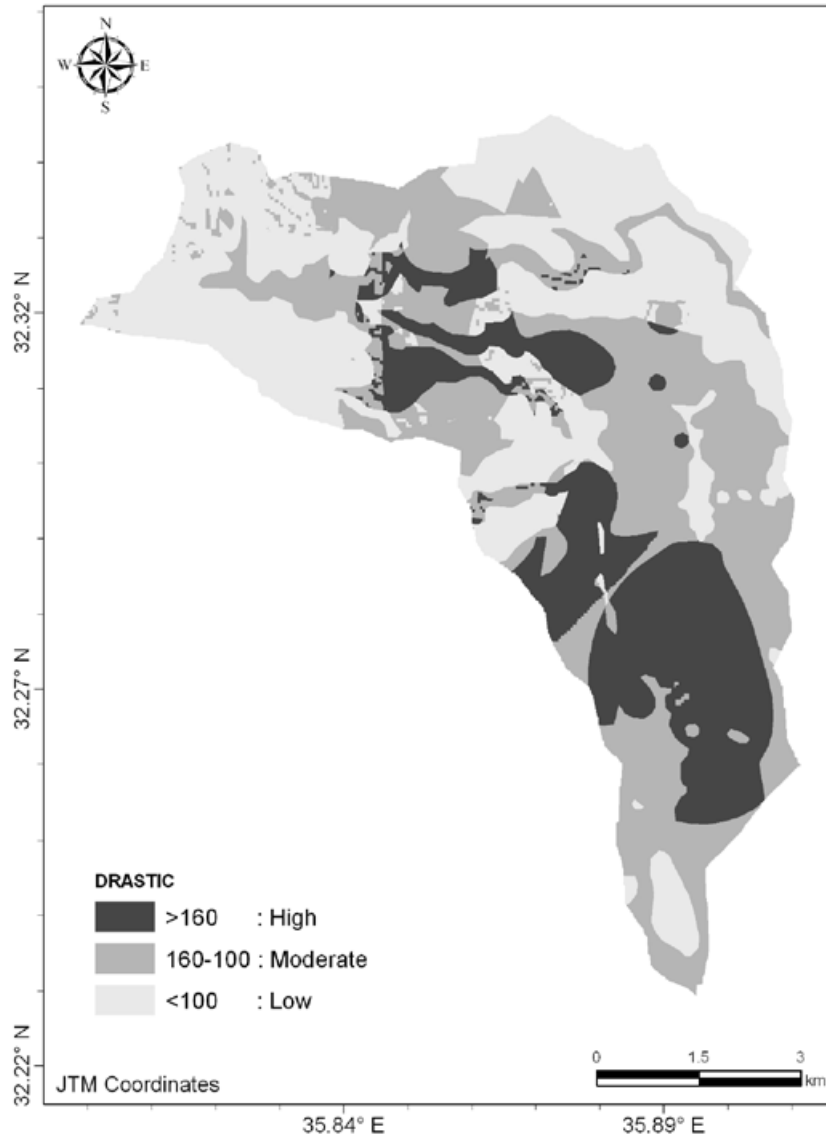 N
W E
S
32.32° N
32.27° N
32.22° N
DRASTIC
>160 : High
160-100 : Moderate
<100 : Low
JTM Coordinates
0 1.5 3
km
35.84° E 35.89° E